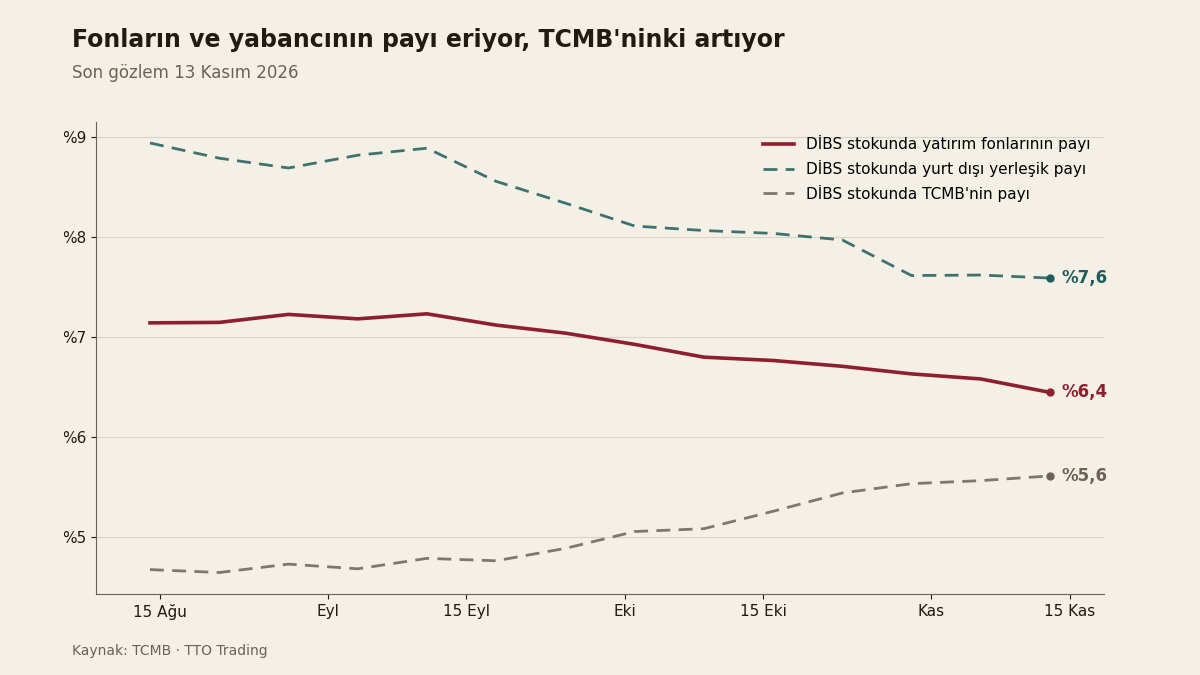 Fonların ve yabancının payı eriyor, TCMB'ninki artıyor
Son gözlem 13 Kasım 2026
DİBS stokunda yatırım fonlarının payı
DİBS stokunda yurt dışı yerleşik payı
DİBS stokunda TCMB'nin payı
%9
%8
%7
%6
%5
%7,6
%6,4
%5,6
15 Ağu
Eyl
15 Eyl
Eki
15 Eki
Kas
15 Kas
Kaynak: TCMB · TTO Trading